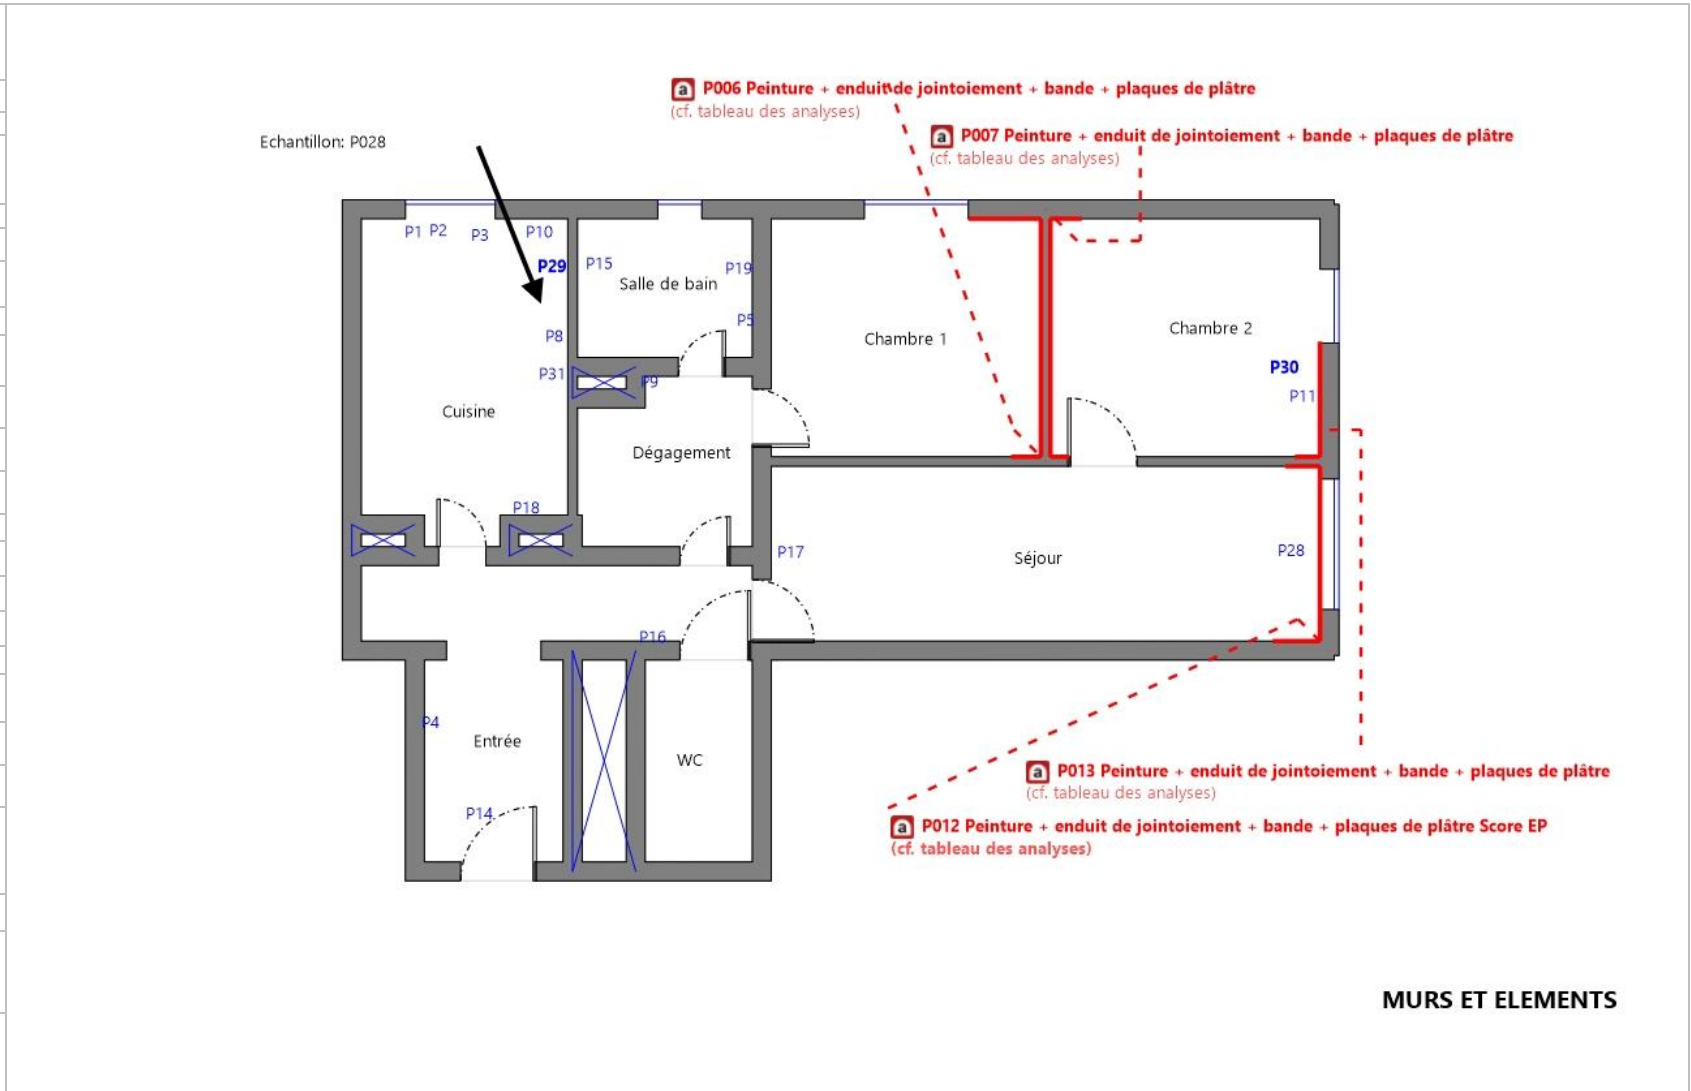 a P006 Peinture + enduit de jointoiement + bande + plaques de plâtre
(cf. tableau des analyses)
a P007 Peinture + enduit de jointoiement + bande + plaques de plâtre
(cf. tableau des analyses)
Echantillon: P028
P1 P2 P3 P10
P29 P15 P19
Salle de bain
P5
P8
Chambre 1
Chambre 2
P31 P9
P30
P11
Cuisine
Dégagement
P18
P17
Séjour
P28
P16
P4
Entrée
WC
P14
a P013 Peinture + enduit de jointoiement + bande + plaques de plâtre
(cf. tableau des analyses)
a P012 Peinture + enduit de jointoiement + bande + plaques de plâtre Score EP
(cf. tableau des analyses)
MURS ET ELEMENTS